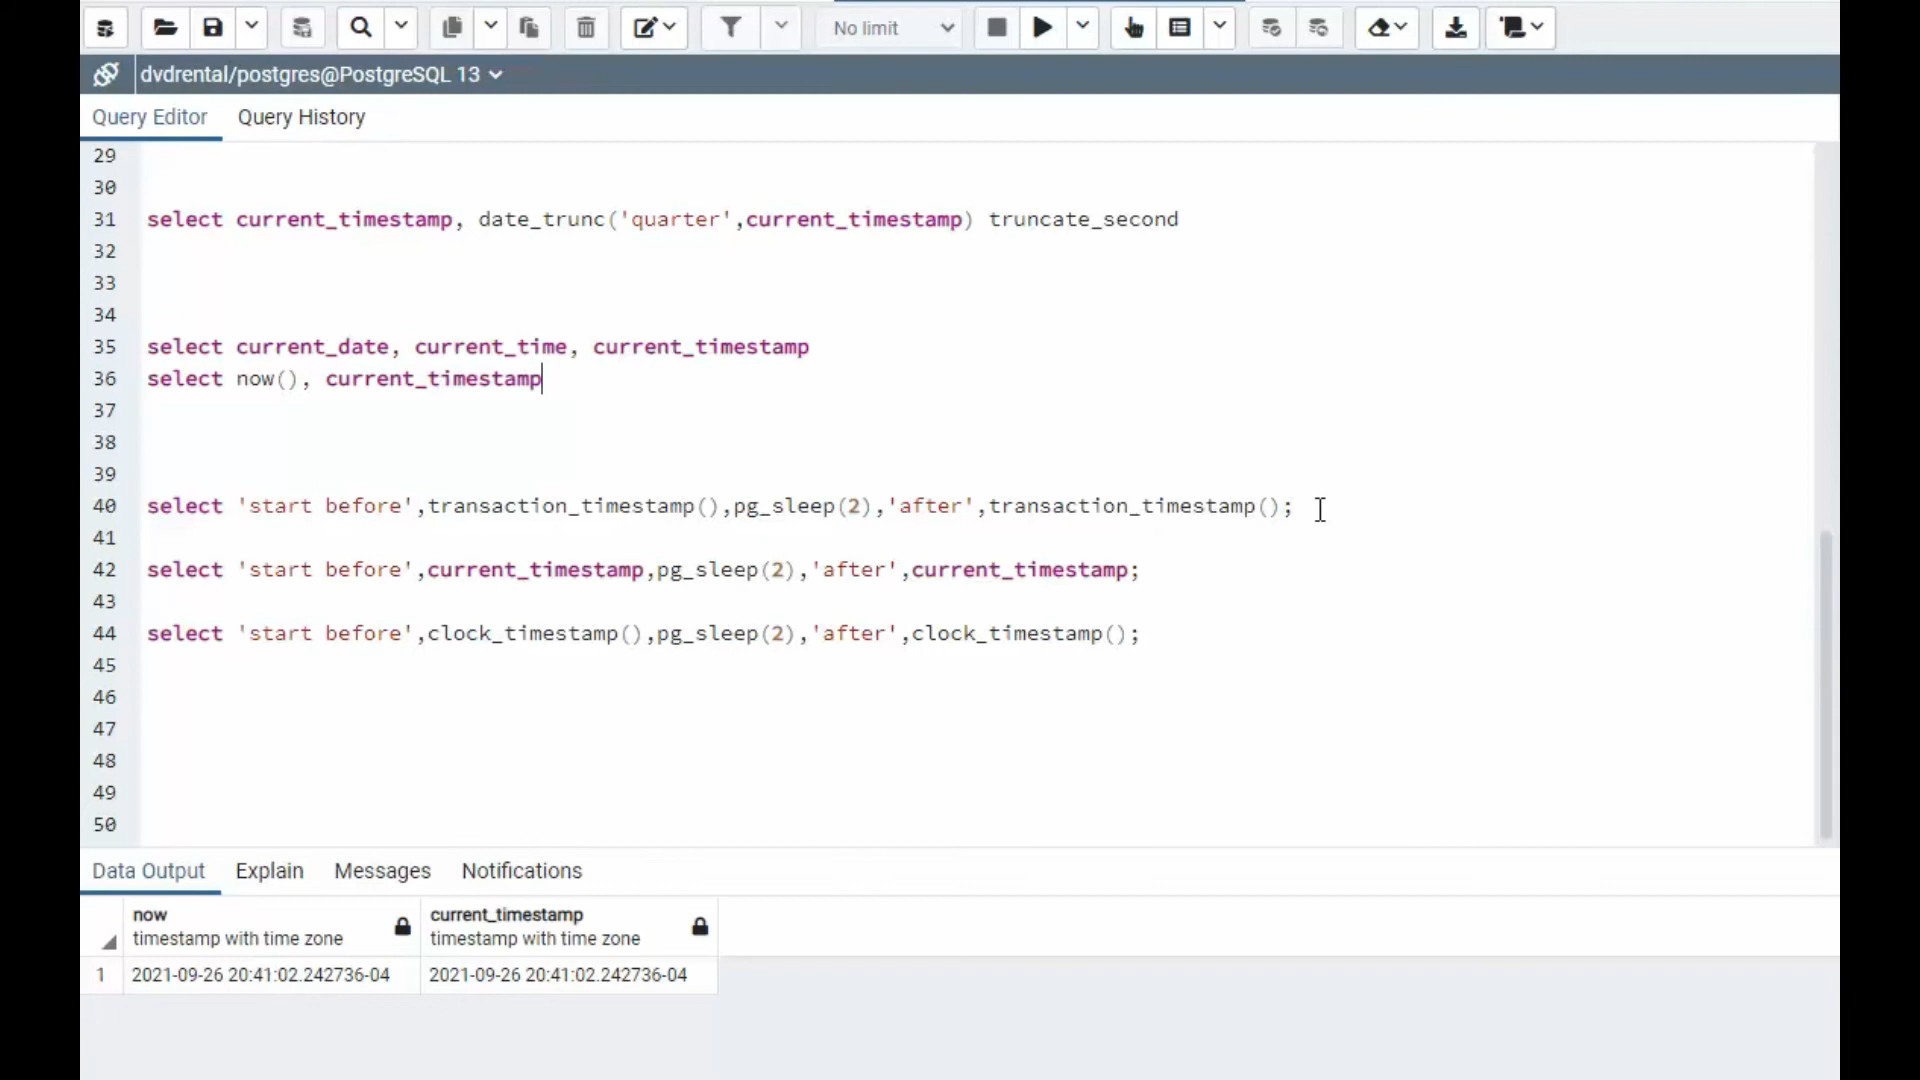 No limit
dvdrental/postgres@PostgreSQL 13
Query Editor Query History
29
30
31 select current_timestamp, date_trunc('quarter',current_timestamp) truncate_second
32
33
34
35 select current_date, current_time, current_timestamp
36 select now(), current_timestamp
37
38
39
40 select 'start before',transaction_timestamp(),pg_sleep(2),'after',transaction_timestamp();
41
42 select 'start before',current_timestamp,pg_sleep(2),'after',current_timestamp;
43
44 select 'start before',clock_timestamp(),pg_sleep(2),'after',clock_timestamp();
45
46
47
48
49
50
Data Output Explain Messages Notifications
now current_timestamp
timestamp with time zone timestamp with time zone
1 2021-09-26 20:41:02.242736-04 2021-09-26 20:41:02.242736-04